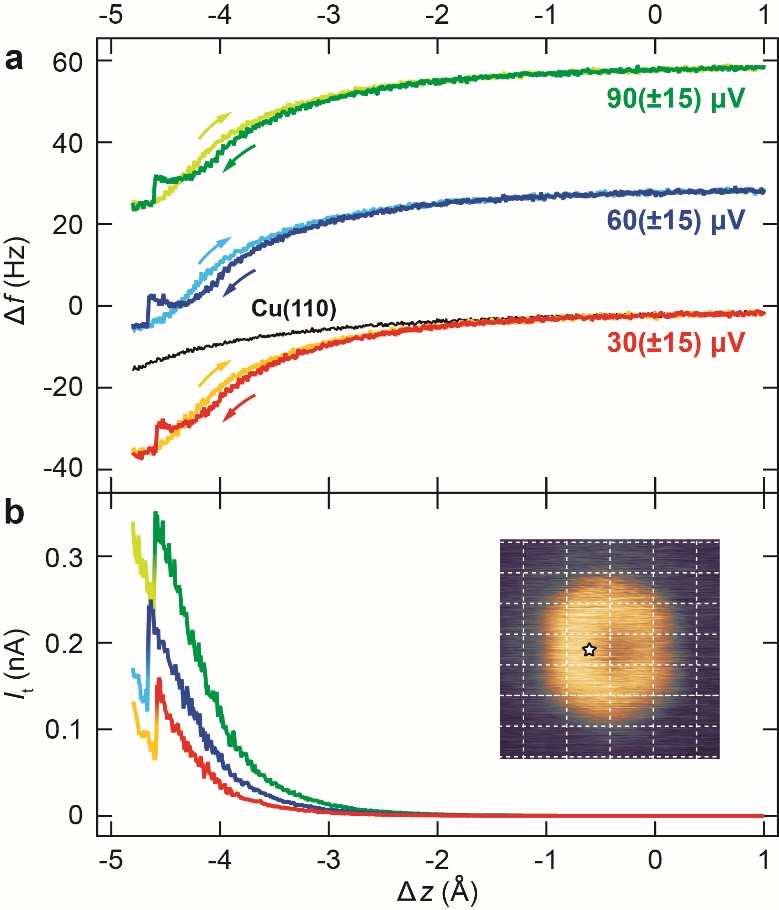 -5 -4 -3 -2 -1 0 1
a
60
90(±15) µV
40
20
60(±15) µV
Δf (Hz)
0
Cu(110)
30(±15) µV
-20
-40
b
0.3
0.2
It (nA)
0.1
0
-5 -4 -3 -2 -1 0 1
Δz (Å)